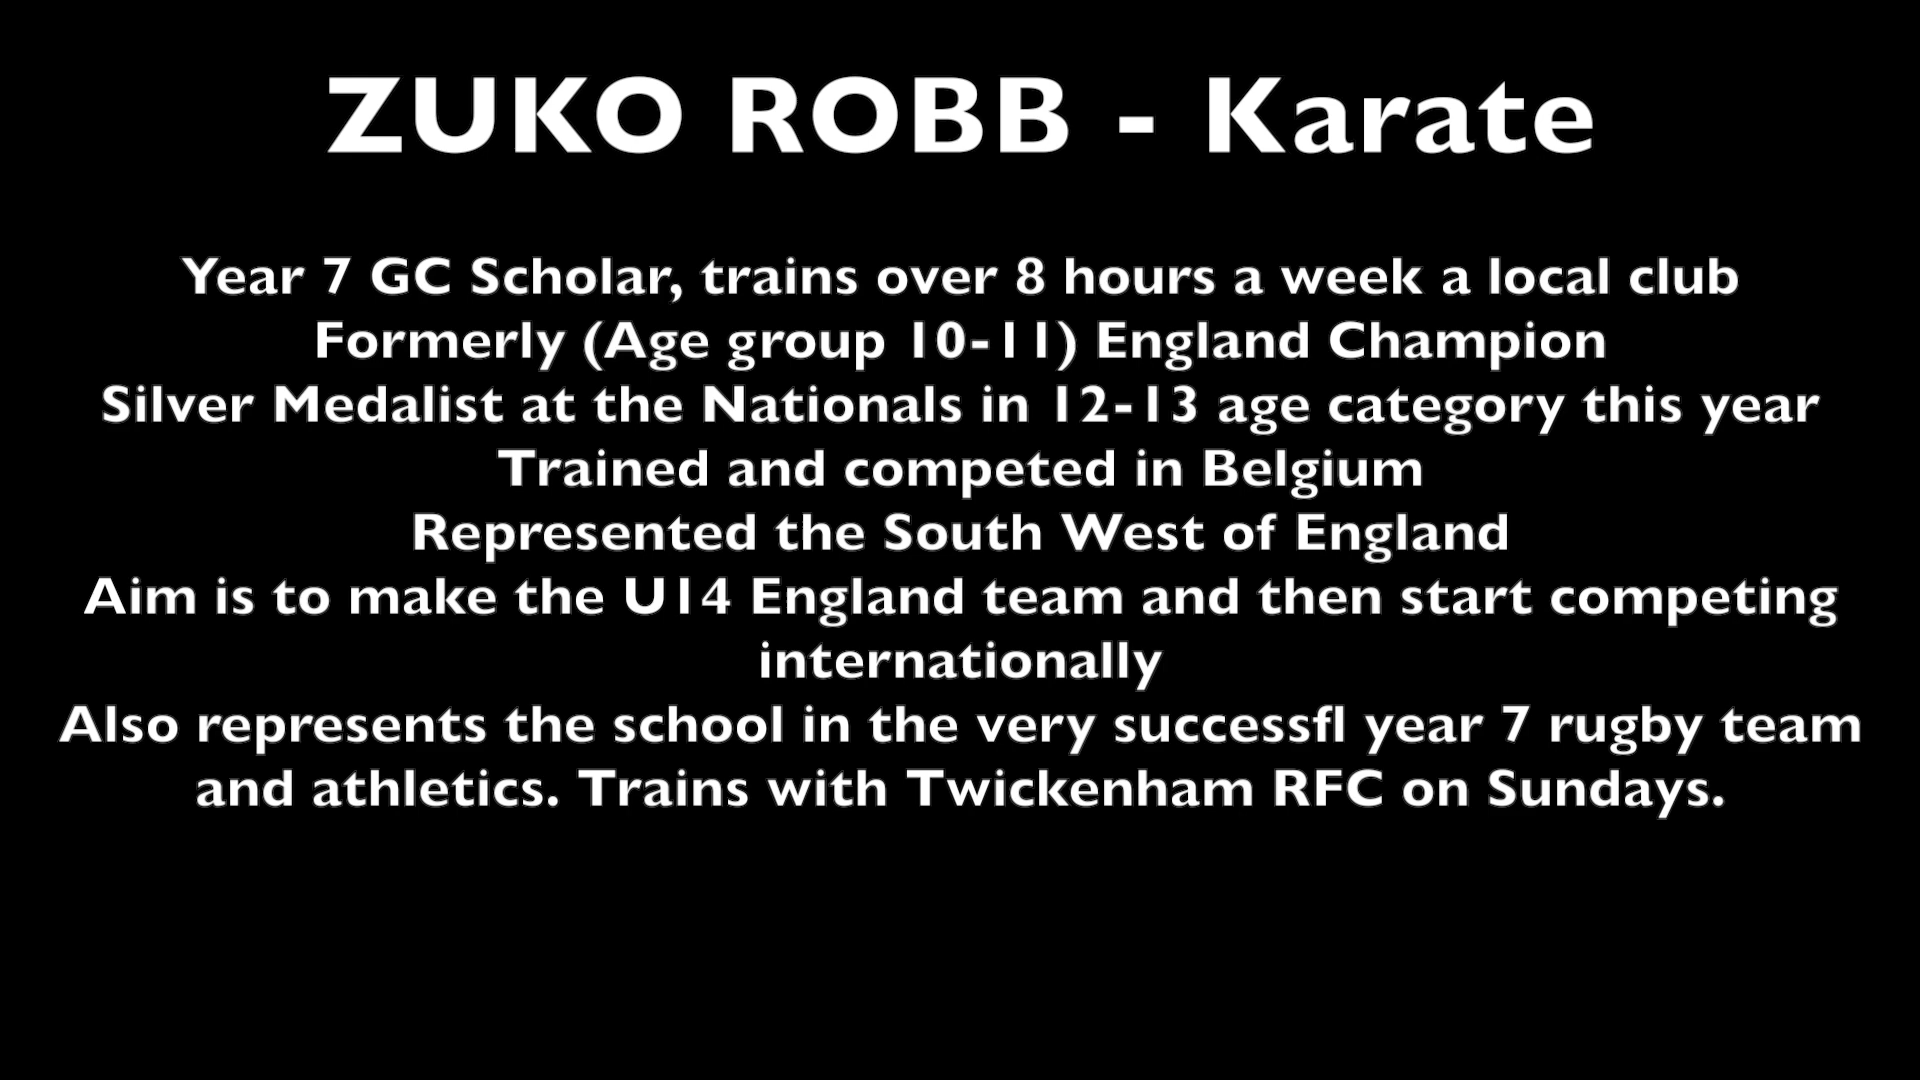 ZUKO ROBB - Karate
Year 7 GC Scholar, trains over 8 hours a week a local club
Formerly (Age group 10-11) England Champion
Silver Medalist at the Nationals in 12-13 age category this year
Trained and competed in Belgium
Represented the South West of England
Aim is to make the U14 England team and then start competing
internationally
Also represents the school in the very successfl year 7 rugby team
and athletics. Trains with Twickenham RFC on Sundays.